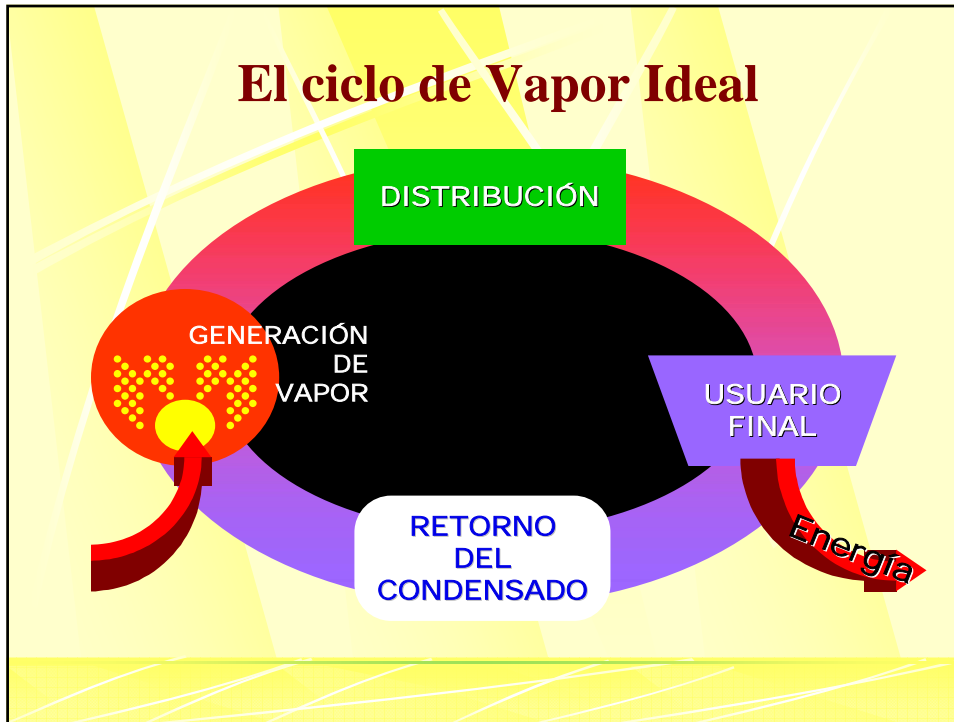 El ciclo de Vapor Ideal
DISTRIBUCIÓN
GENERACIÓN
DE
VAPOR
USUARIO
FINAL
RETORNO
DEL
CONDENSADO
Energía